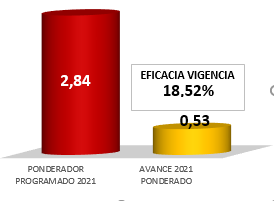 2,84
EFICACIA VIGENCIA
18,52%
0,53
PONDERADOR
PROGRAMADO 2021
AVANCE 2021
PONDERADO